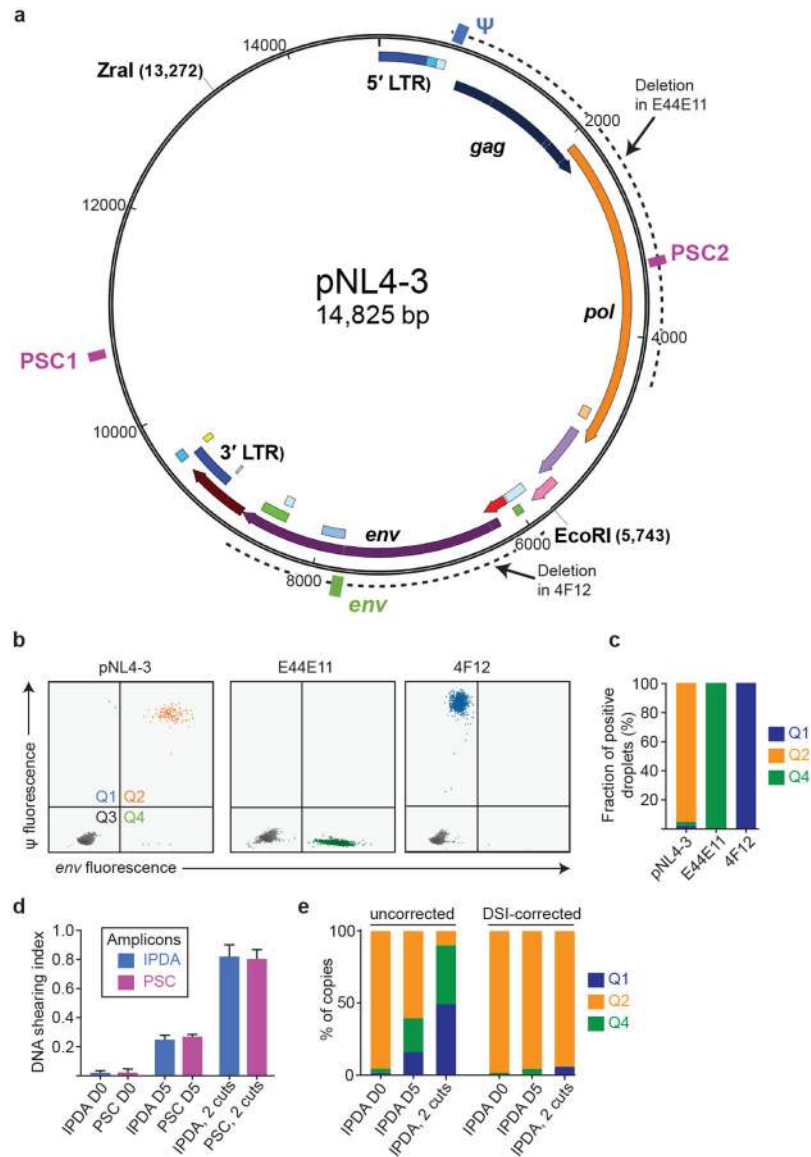 a
14000
Ψ
ZraI (13,272)
5′ LTR)
Deletion
in E44E11
2000
gag
12000
pNL4-3
14,825 bp
PSC2
pol
4000
PSC1
10000
3′ LTR)
env
EcoRI (5,743)
6000
8000
Deletion
in 4F12
env
b
pNL4-3
E44E11
4F12
Ψ fluorescence
Q1
Q2
Q3
Q4
env fluorescence
c
Fraction of positive
droplets (%)
100
80
60
40
20
pNL4-3
E44E11
4F12
Q1
Q2
Q4
d
DNA shearing index
1.0
0.8
0.6
0.4
0.2
Amplicons
IPDA
PSC
IPDA D0
PSC D0
IPDA D5
PSC D5
IPDA, 2 cuts
PSC, 2 cuts
e
uncorrected
DSI-corrected
% of copies
100
50
0
IPDA D0
IPDA D5
IPDA, 2 cuts
IPDA D0
IPDA D5
IPDA, 2 cuts
Q1
Q2
Q4